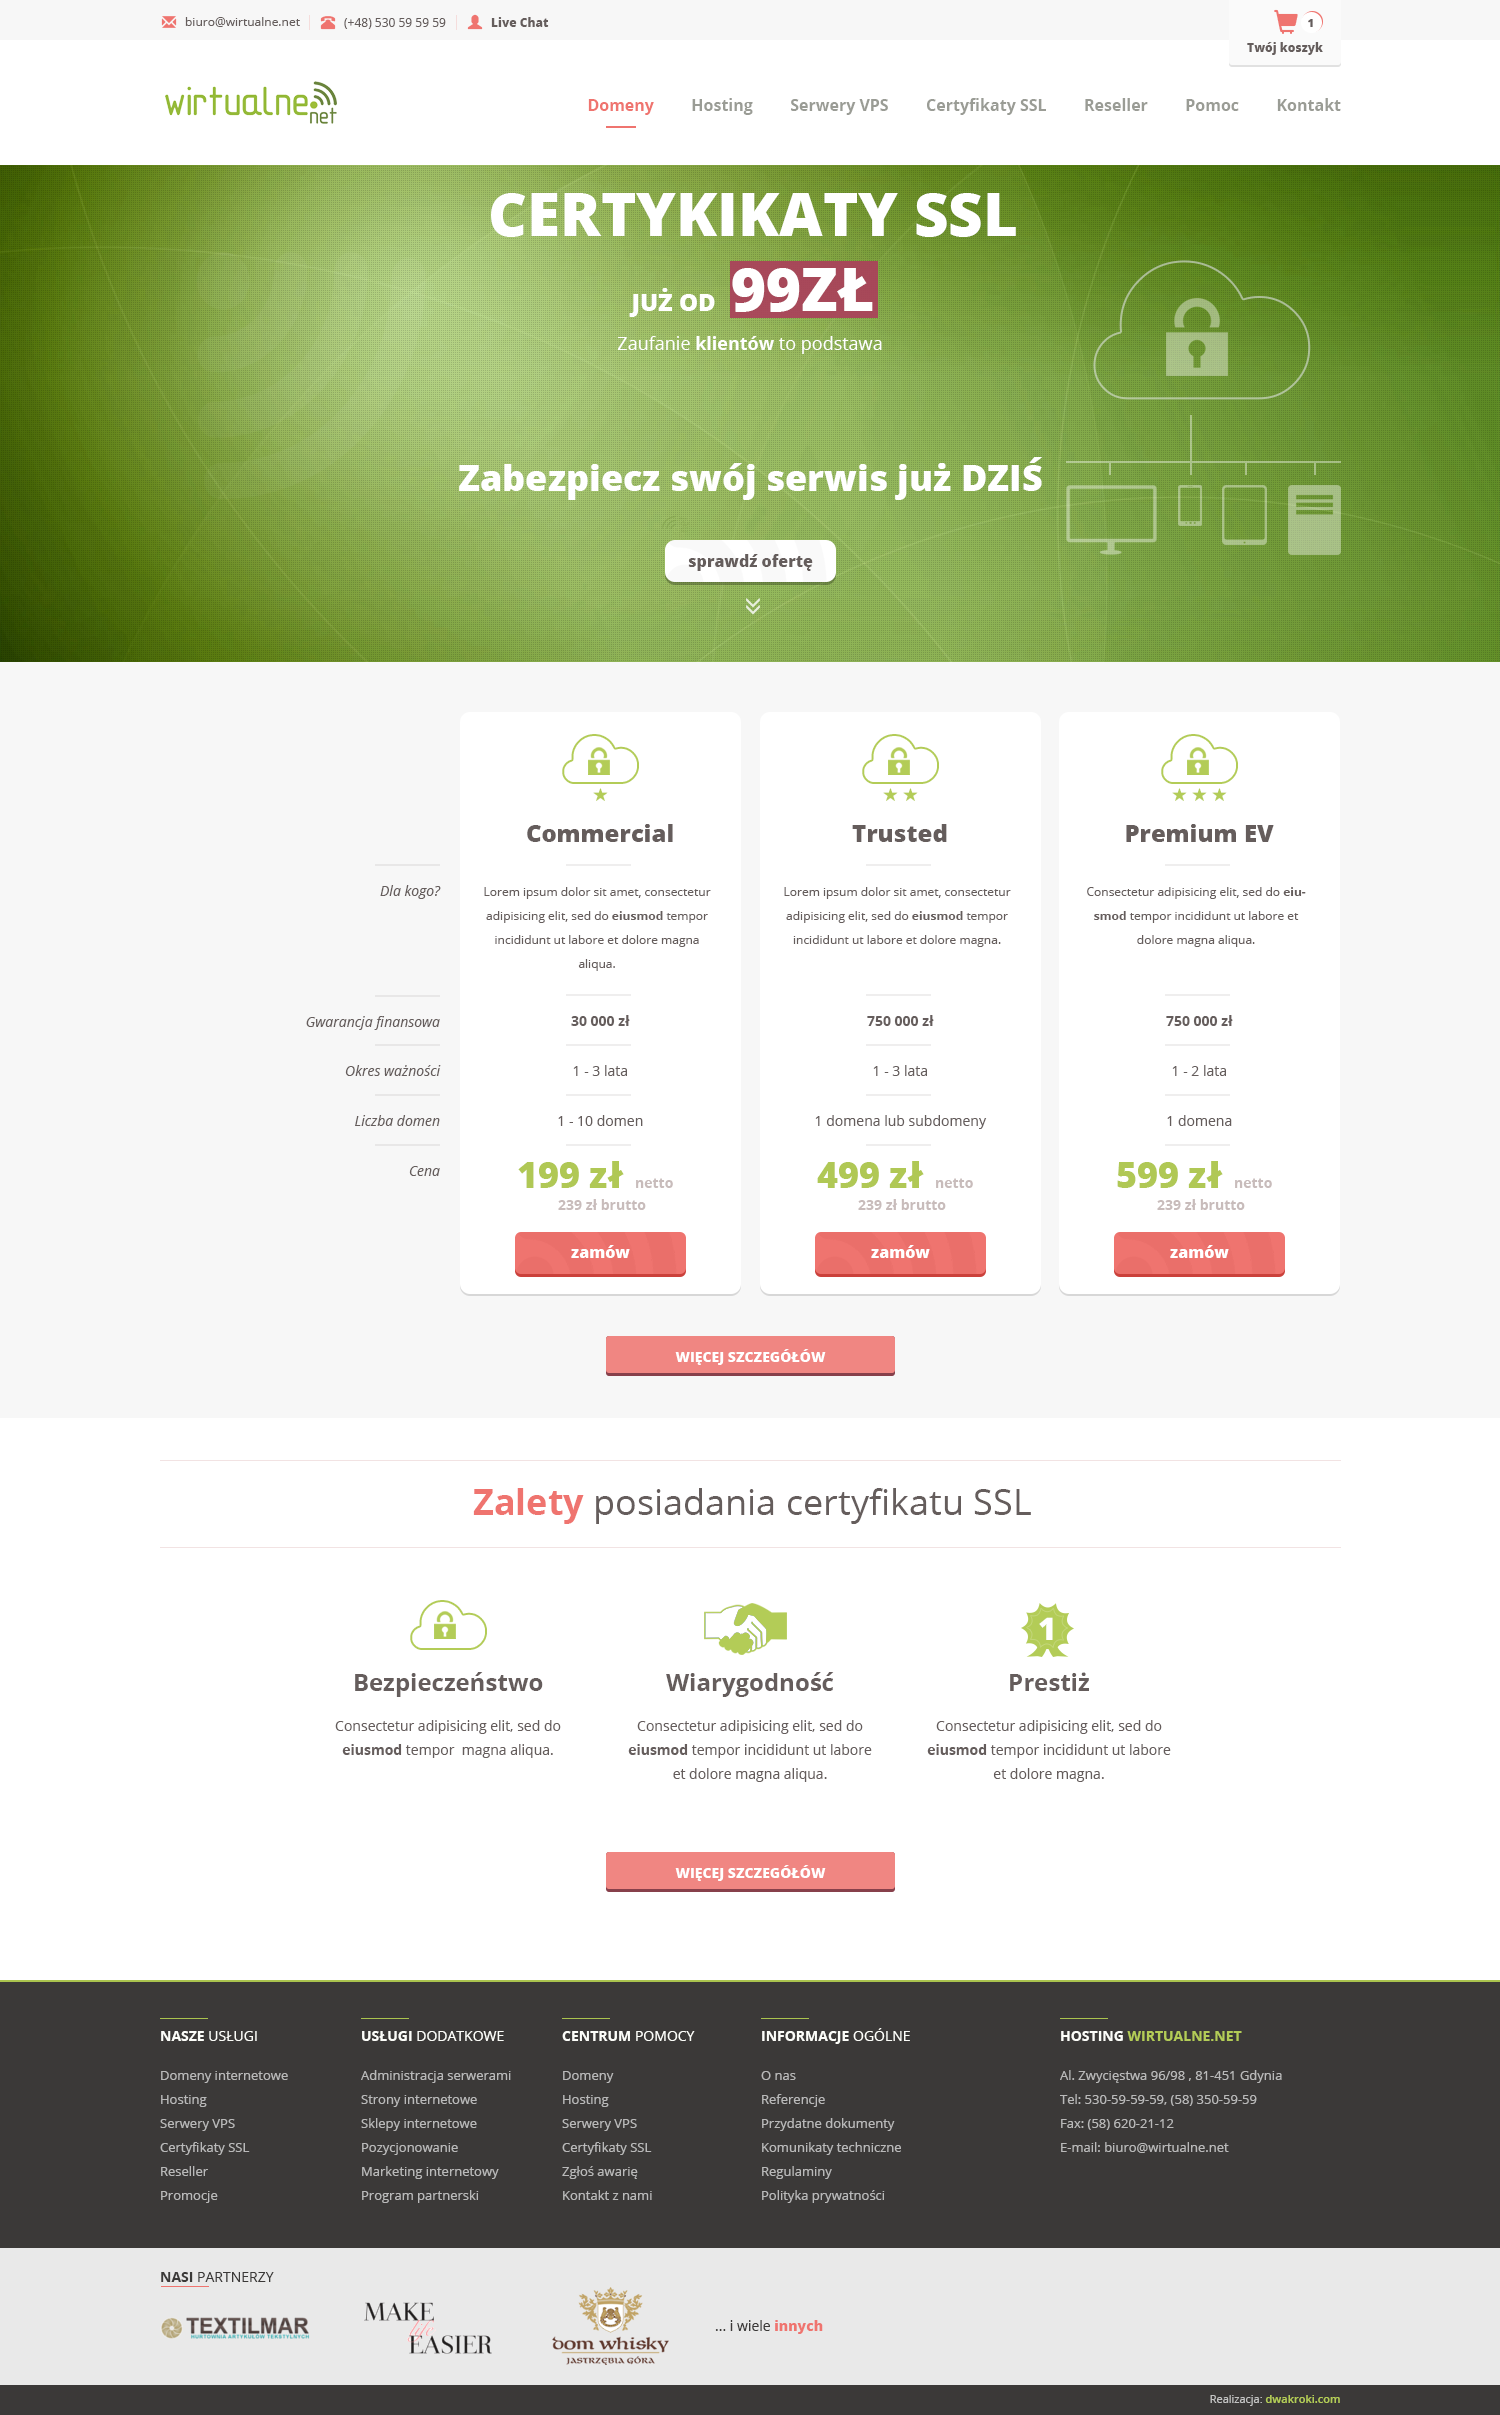 biuro@wirtualne.net (+48) 530 59 59 59 Live Chat
1
Twój koszyk
wirtualne.net
Domeny Hosting Serwery VPS Certyfikaty SSL Reseller Pomoc Kontakt
CERTYKIKATY SSL
JUŻ OD 99ZŁ
Zaufanie klientów to podstawa
Zabezpiecz swój serwis już DZIŚ
sprawdź ofertę
Commercial Trusted Premium EV
Dla kogo?
Lorem ipsum dolor sit amet, consectetur
adipisicing elit, sed do eiusmod tempor
incididunt ut labore et dolore magna
aliqua.
Lorem ipsum dolor sit amet, consectetur
adipisicing elit, sed do eiusmod tempor
incididunt ut labore et dolore magna.
Consectetur adipisicing elit, sed do eiu-
smod tempor incididunt ut labore et
dolore magna aliqua.
Gwarancja finansowa 30 000 zł 750 000 zł 750 000 zł
Okres ważności 1 - 3 lata 1 - 3 lata 1 - 2 lata
Liczba domen 1 - 10 domen 1 domena lub subdomeny 1 domena
Cena 199 zł netto 499 zł netto 599 zł netto
239 zł brutto 239 zł brutto 239 zł brutto
zamów zamów zamów
WIĘCEJ SZCZEGÓŁÓW
Zalety posiadania certyfikatu SSL
1
Bezpieczeństwo Wiarygodność Prestiż
Consectetur adipisicing elit, sed do
eiusmod tempor magna aliqua.
Consectetur adipisicing elit, sed do
eiusmod tempor incididunt ut labore
et dolore magna aliqua.
Consectetur adipisicing elit, sed do
eiusmod tempor incididunt ut labore
et dolore magna.
WIĘCEJ SZCZEGÓŁÓW
NASZE USŁUGI
Domeny internetowe
Hosting
Serwery VPS
Certyfikaty SSL
Reseller
Promocje
USŁUGI DODATKOWE
Administracja serwerami
Strony internetowe
Sklepy internetowe
Pozycjonowanie
Marketing internetowy
Program partnerski
CENTRUM POMOCY
Domeny
Hosting
Serwery VPS
Certyfikaty SSL
Zgłoś awarię
Kontakt z nami
INFORMACJE OGÓLNE
O nas
Referencje
Przydatne dokumenty
Komunikaty techniczne
Regulaminy
Polityka prywatności
HOSTING WIRTUALNE.NET
Al. Zwycięstwa 96/98 , 81-451 Gdynia
Tel: 530-59-59-59, (58) 350-59-59
Fax: (58) 620-21-12
E-mail: biuro@wirtualne.net
NASI PARTNERZY
TEXTILMAR
HURTOWNIA ARTYKUŁÓW TEKSTYLNYCH
MAKE
life
EASIER
dom whisky
JASTRZĘBIA GÓRA
... i wiele innych
Realizacja: dwakroki.com